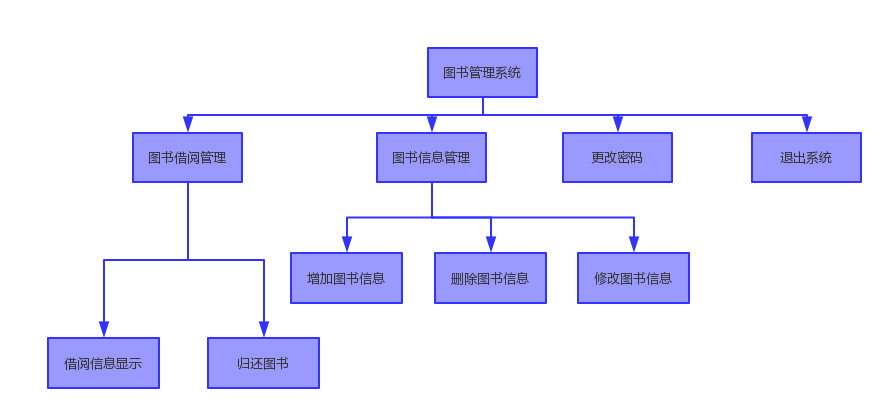 图书管理系统
图书借阅管理
图书信息管理
更改密码
退出系统
增加图书信息
删除图书信息
修改图书信息
借阅信息显示
归还图书